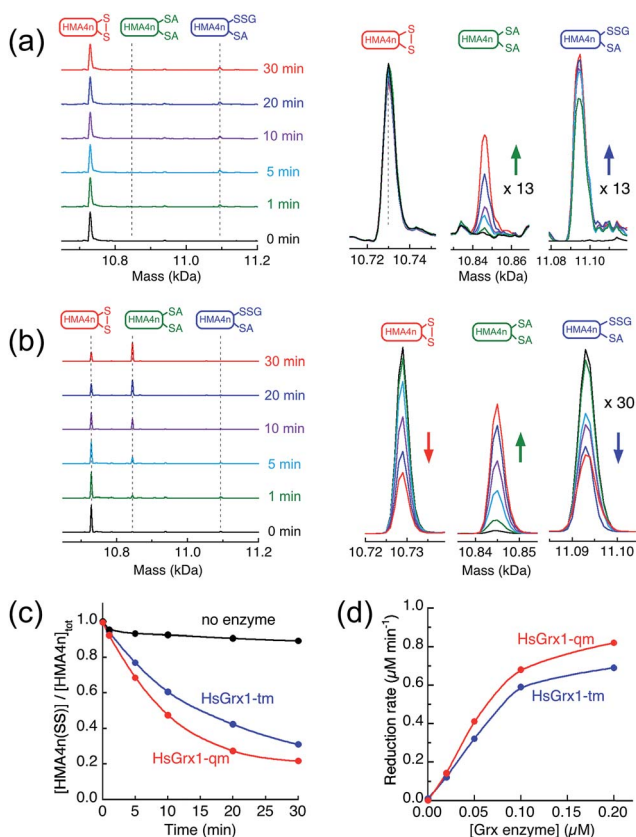 (a)
HMA4n S S
HMA4n SA SA
HMA4n SSG SA
30 min
20 min
10 min
5 min
1 min
0 min
10.8 11.0 11.2
Mass (kDa)
HMA4n S S
HMA4n SA SA
HMA4n SSG SA
x 13
x 13
10.72 10.74
10.84 10.86
11.08 11.10
Mass (kDa)
(b)
HMA4n S S
HMA4n SA SA
HMA4n SSG SA
30 min
20 min
10 min
5 min
1 min
0 min
10.8 11.0 11.2
Mass (kDa)
HMA4n S S
HMA4n SA SA
HMA4n SSG SA
x 30
10.72 10.73
10.84 10.85
11.09 11.10
Mass (kDa)
(c)
[HMA4n(SS)] / [HMA4n]tot
1.0
0.8
0.6
0.4
0.2
0
no enzyme
HsGrx1-tm
HsGrx1-qm
0 5 10 15 20 25 30
Time (min)
(d)
Reduction rate (μM min⁻¹)
1.0
0.8
0.6
0.4
0.2
0
HsGrx1-qm
HsGrx1-tm
0.00 0.05 0.10 0.15 0.20
[Grx enzyme] (μM)